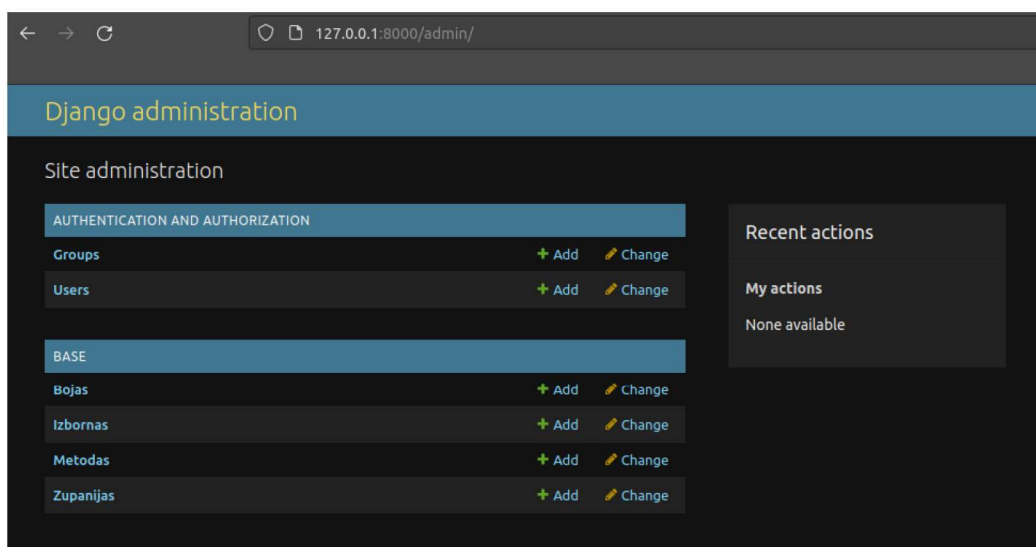 127.0.0.1:8000/admin/
Django administration
Site administration
AUTHENTICATION AND AUTHORIZATION
Groups + Add Change
Users + Add Change
BASE
Bojas + Add Change
Izbornas + Add Change
Metodas + Add Change
Zupanijas + Add Change
Recent actions
My actions
None available